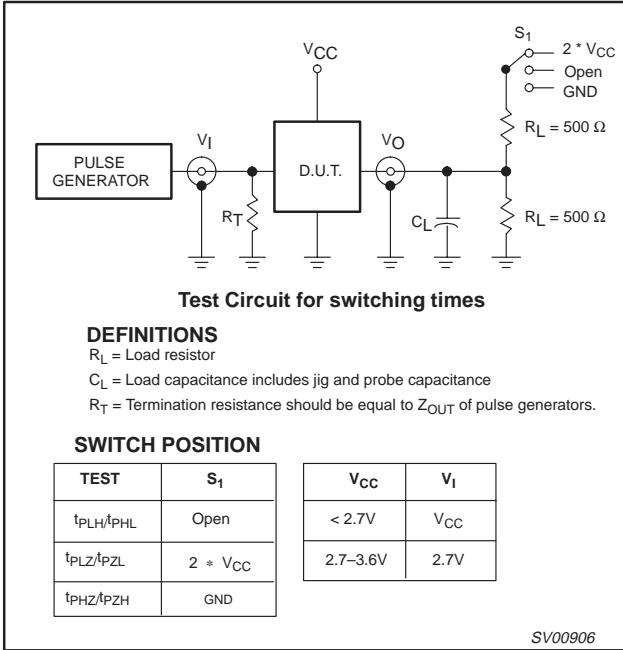 S1
2 * VCC
Open
GND
VCC
RL = 500 Ω
VI
VO
PULSE
GENERATOR
D.U.T.
RT
CL
RL = 500 Ω
Test Circuit for switching times
DEFINITIONS
RL = Load resistor
CL = Load capacitance includes jig and probe capacitance
RT = Termination resistance should be equal to ZOUT of pulse generators.
SWITCH POSITION
TEST S1
tPLH/tPHL Open
tPLZ/tPZL 2 * VCC
tPHZ/tPZH GND
VCC VI
< 2.7V VCC
2.7–3.6V 2.7V
SV00906